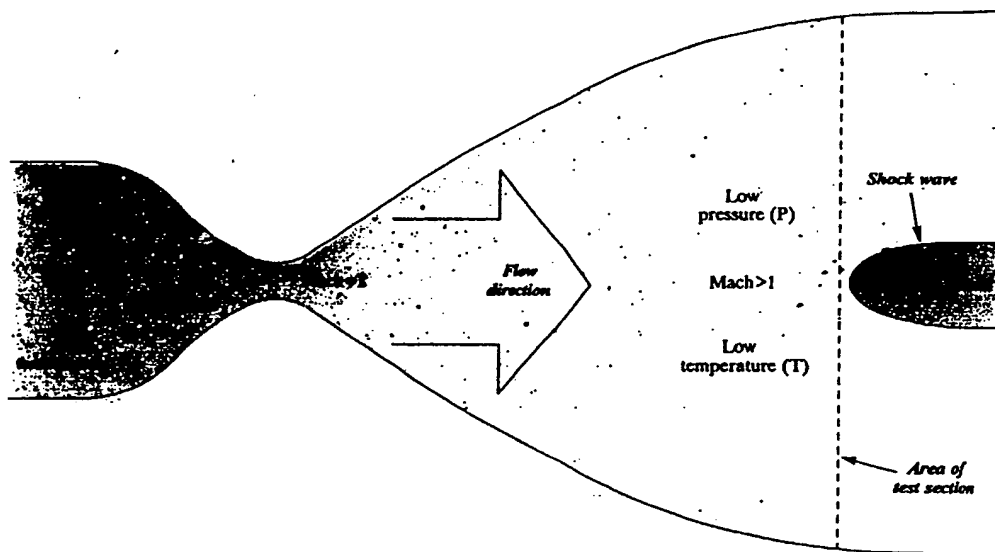 Low
pressure (P)
Shock wave
Flow
direction
Mach>1
Low
temperature (T)
Area of
test section